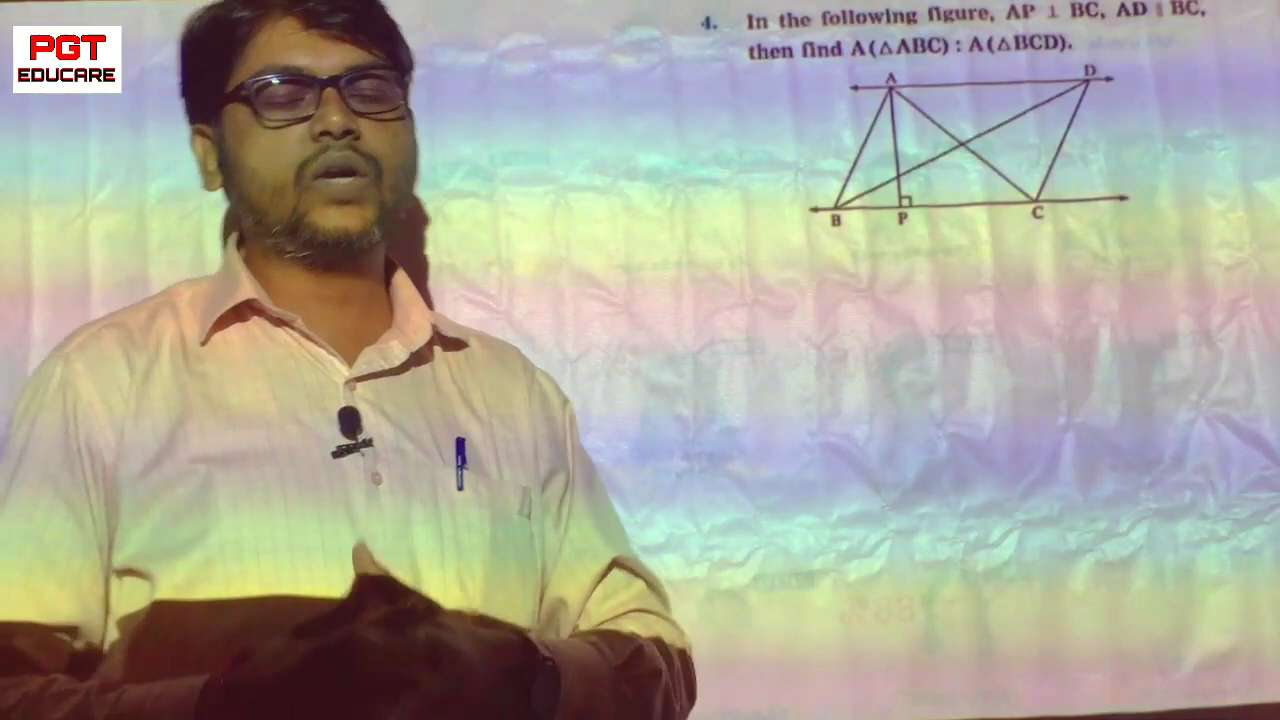 PGT
EDUCARE
4. In the following figure, AP ⊥ BC, AD ∥ BC,
then find A(△ABC) : A(△BCD).
A
D
B
P
C